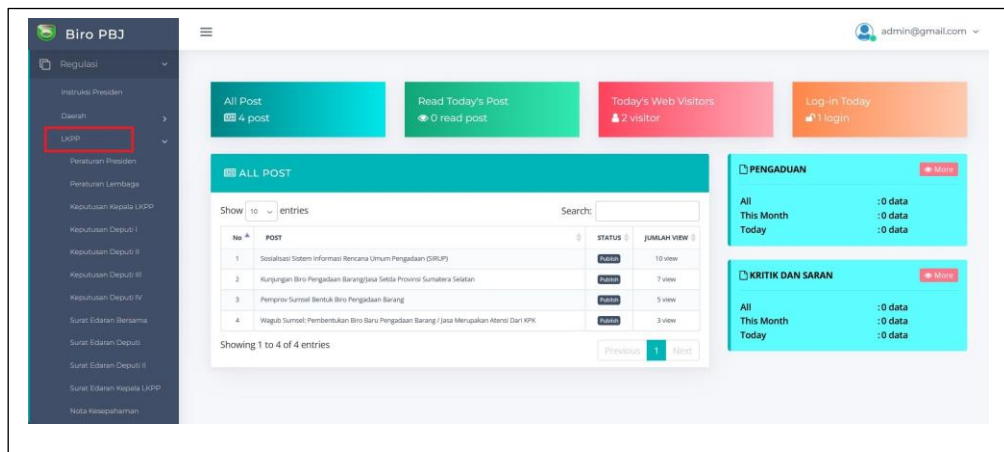 Biro PBJ
admin@gmail.com
Regulasi
Instruksi Presiden
Daerah
LKPP
Peraturan Presiden
Peraturan Lembaga
Keputusan Kepala LKPP
Keputusan Deputi I
Keputusan Deputi II
Keputusan Deputi III
Keputusan Deputi IV
Surat Edaran Bersama
Surat Edaran Deputi
Surat Edaran Deputi II
Surat Edaran Kepala LKPP
Nota Kesepahaman
All Post
4 post
Read Today's Post
0 read post
Today's Web Visitors
2 visitor
Log-in Today
1 login
ALL POST
Show 10 entries
Search:
No POST STATUS JUMLAH VIEW
1 Sosialisasi Sistem Informasi Rencana Umum Pengadaan (SIRUP) Publish 10 view
2 Kunjungan Biro Pengadaan Barang/Jasa Setda Provinsi Sumatera Selatan Publish 7 view
3 Pemprov Sumsel Bentuk Biro Pengadaan Barang Publish 5 view
4 Wagub Sumsel: Pembentukan Biro Baru Pengadaan Barang / Jasa Merupakan Atensi Dari KPK Publish 3 view
Showing 1 to 4 of 4 entries
Previous 1 Next
PENGADUAN More
All : 0 data
This Month : 0 data
Today : 0 data
KRITIK DAN SARAN More
All : 0 data
This Month : 0 data
Today : 0 data